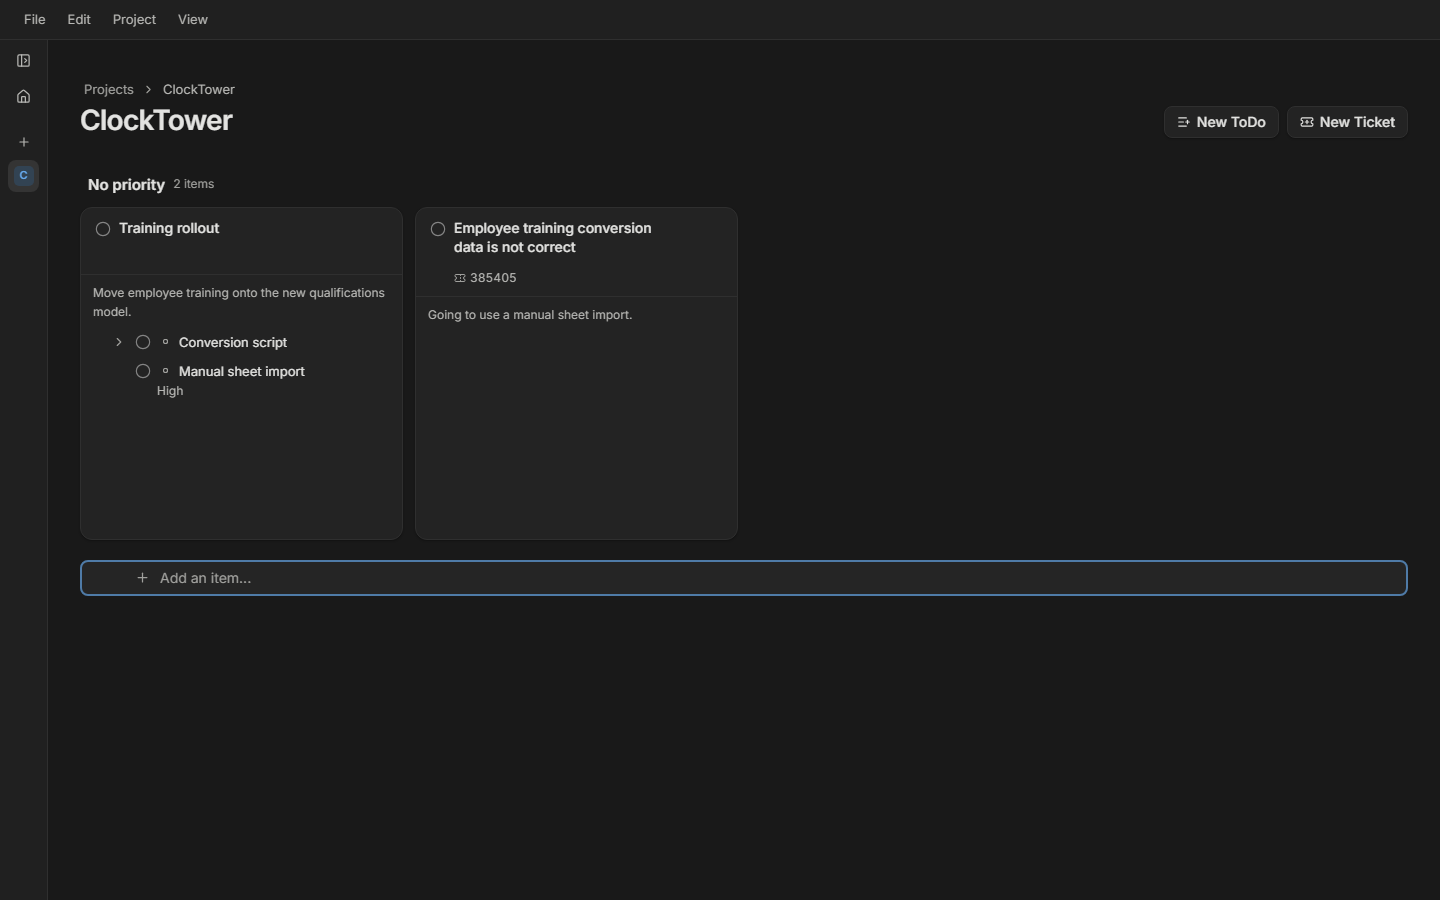 File Edit Project View
Projects > ClockTower
ClockTower
New ToDo
New Ticket
C
No priority 2 items
Training rollout
Move employee training onto the new qualifications
model.
Conversion script
Manual sheet import
High
Employee training conversion
data is not correct
385405
Going to use a manual sheet import.
+ Add an item...